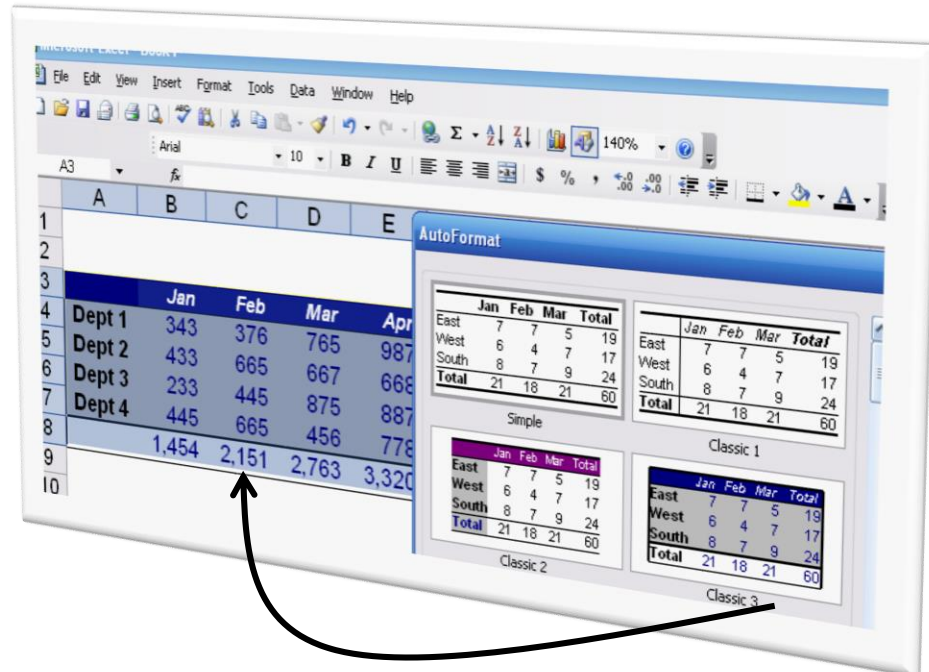 File Edit View Insert Format Tools Data Window Help
Σ 140%
Arial 10 B I U $ % ,
A3 fx
A B C D E
1
2
3 Jan Feb Mar Apr
4 Dept 1 343 376 765 987
5 Dept 2 433 665 667 668
6 Dept 3 233 445 875 887
7 Dept 4 445 665 456 778
8 1,454 2,151 2,763 3,320
9
10
AutoFormat
Jan Feb Mar Total
East 7 7 5 19
West 6 4 7 17
South 8 7 9 24
Total 21 18 21 60
Simple
Jan Feb Mar Total
East 7 7 5 19
West 6 4 7 17
South 8 7 9 24
Total 21 18 21 60
Classic 1
Jan Feb Mar Total
East 7 7 5 19
West 6 4 7 17
South 8 7 9 24
Total 21 18 21 60
Classic 2
Jan Feb Mar Total
East 7 7 5 19
West 6 4 7 17
South 8 7 9 24
Total 21 18 21 60
Classic 3